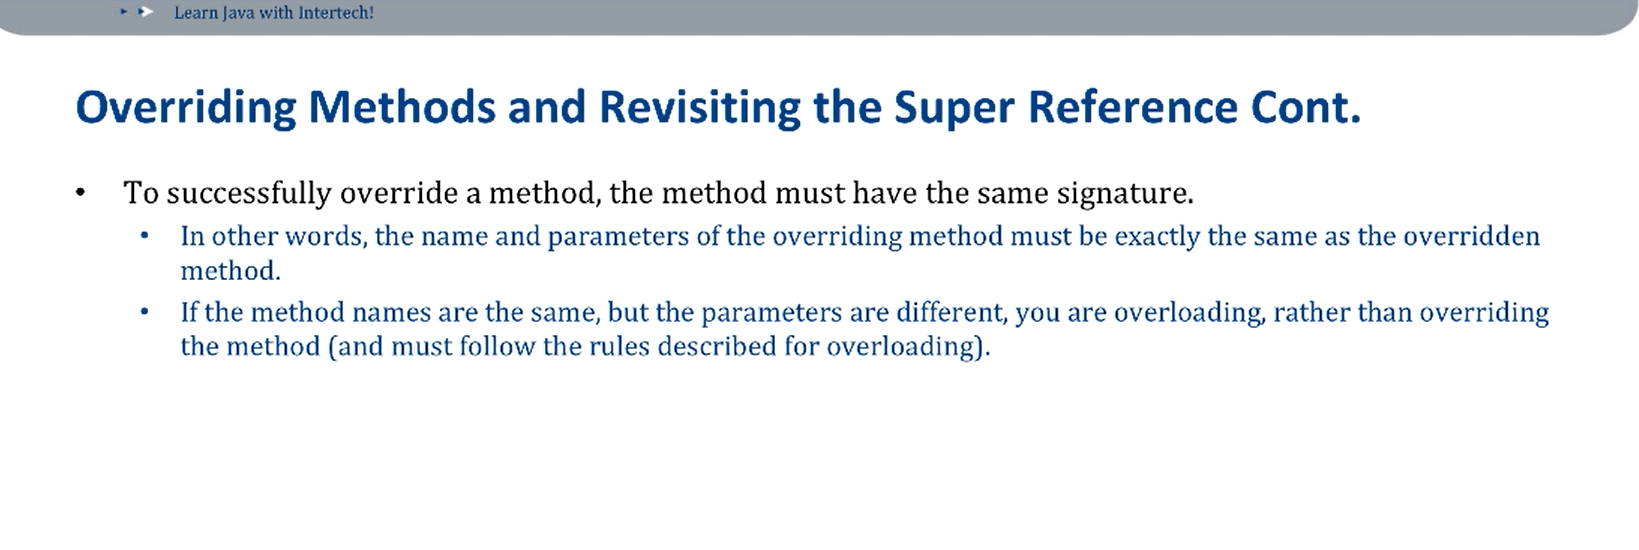 Learn Java with Intertech!
Overriding Methods and Revisiting the Super Reference Cont.
• To successfully override a method, the method must have the same signature.
• In other words, the name and parameters of the overriding method must be exactly the same as the overridden
method.
• If the method names are the same, but the parameters are different, you are overloading, rather than overriding
the method (and must follow the rules described for overloading).